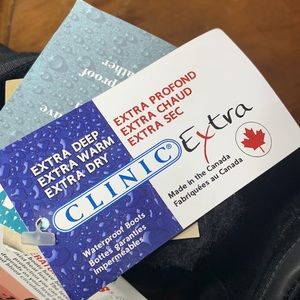 EXTRA DEEP
EXTRA WARM
EXTRA DRY
EXTRA PROFOND
EXTRA CHAUD
EXTRA SEC
CLINIC® Extra
Waterproof Boots
Bottes garanties
Imperméables
Made in the Canada
Fabriquées au Canada